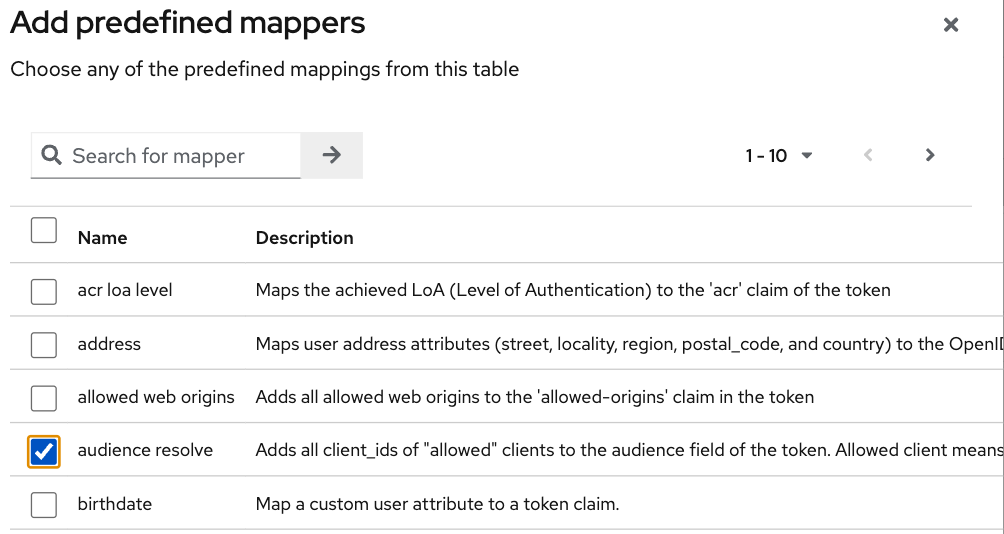 Add predefined mappers
Choose any of the predefined mappings from this table
Search for mapper
1 - 10
Name Description
acr loa level Maps the achieved LoA (Level of Authentication) to the 'acr' claim of the token
address Maps user address attributes (street, locality, region, postal_code, and country) to the OpenID
allowed web origins Adds all allowed web origins to the 'allowed-origins' claim in the token
audience resolve Adds all client_ids of "allowed" clients to the audience field of the token. Allowed client means
birthdate Map a custom user attribute to a token claim.